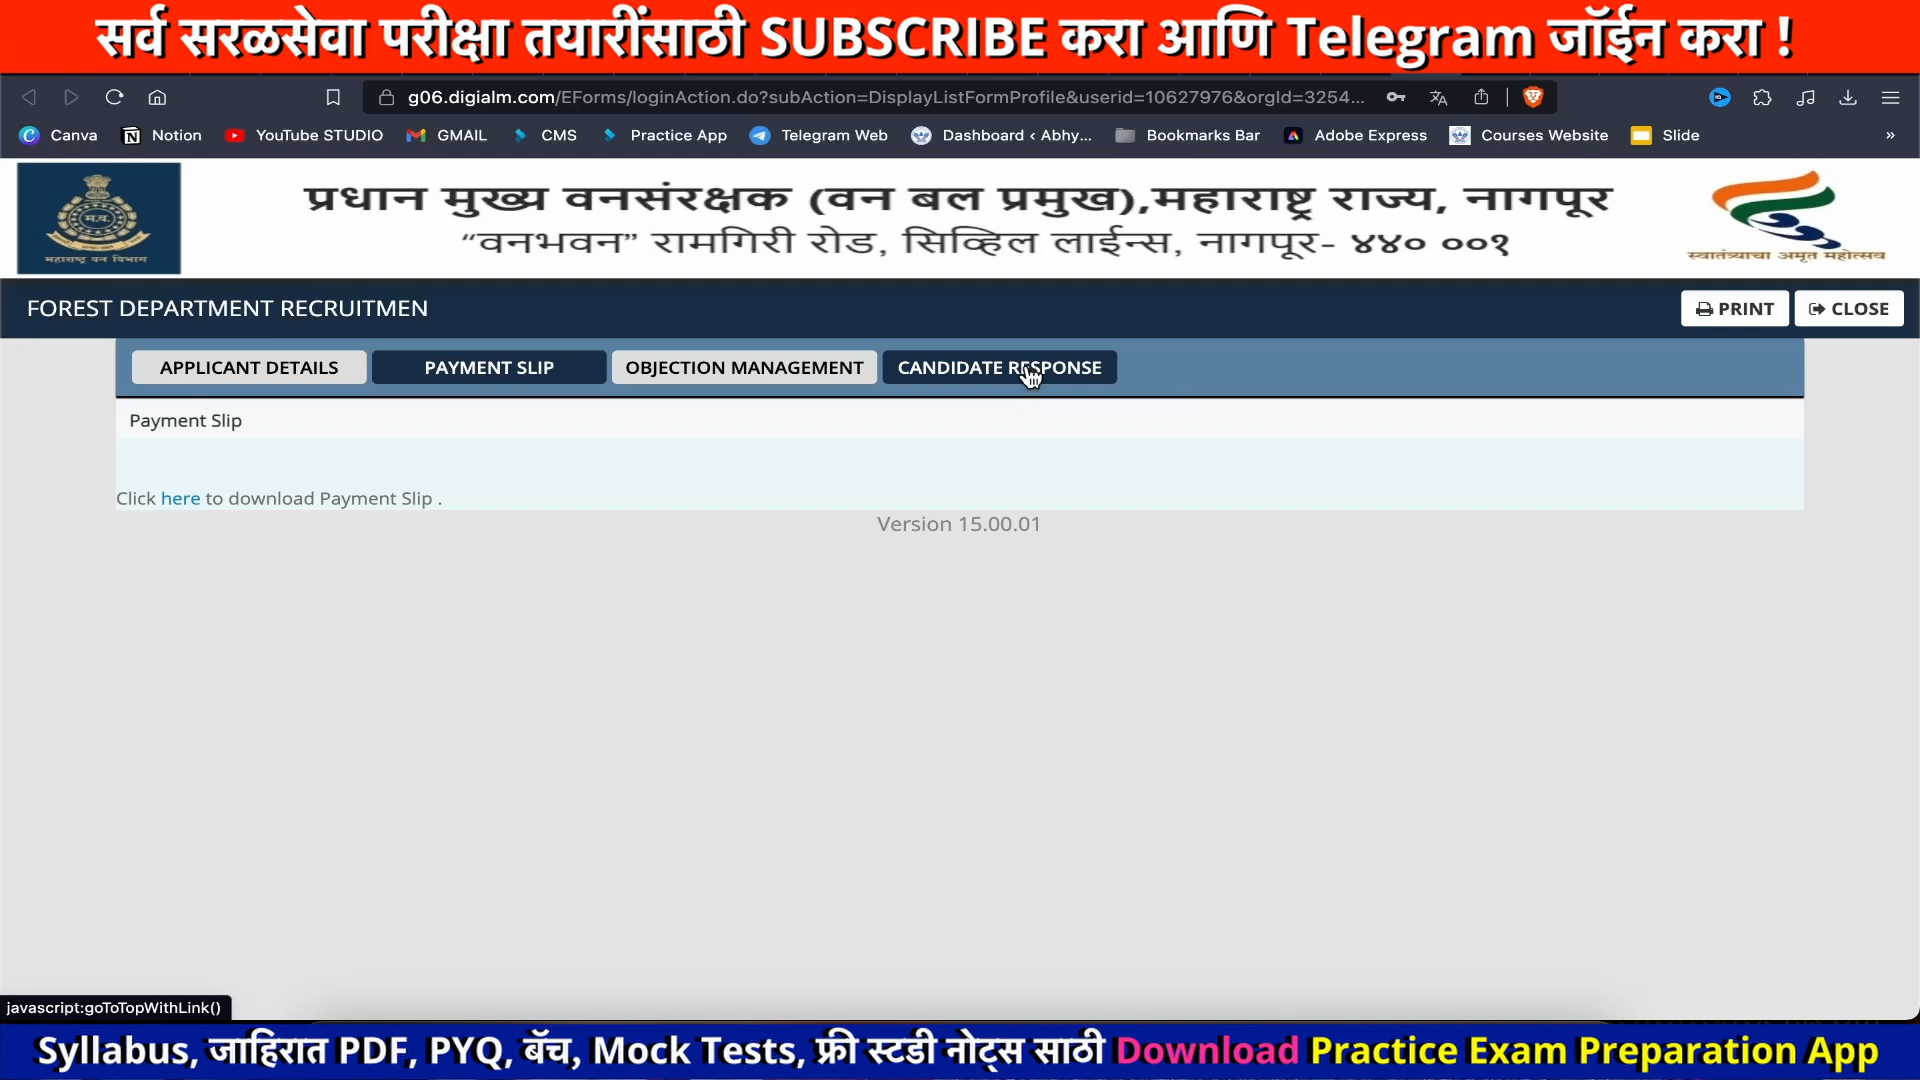 सर्व सरळसेवा परीक्षा तयारींसाठी SUBSCRIBE करा आणि Telegram जॉईन करा !
g06.digialm.com/EForms/loginAction.do?subAction=DisplayListFormProfile&userid=10627976&orgId=3254...
Canva Notion YouTube STUDIO GMAIL CMS Practice App Telegram Web Dashboard < Abhy... Bookmarks Bar Adobe Express Courses Website Slide »
प्रधान मुख्य वनसंरक्षक (वन बल प्रमुख),महाराष्ट्र राज्य, नागपूर
“वनभवन” रामगिरी रोड, सिव्हिल लाईन्स, नागपूर- ४४० ००१
म.व.
महाराष्ट्र वन विभाग
स्वातंत्र्याचा अमृत महोत्सव
FOREST DEPARTMENT RECRUITMEN PRINT CLOSE
APPLICANT DETAILS PAYMENT SLIP OBJECTION MANAGEMENT CANDIDATE RESPONSE
Payment Slip
Click here to download Payment Slip .
Version 15.00.01
javascript:goToTopWithLink()
Syllabus, जाहिरात PDF, PYQ, बॅच, Mock Tests, फ्री स्टडी नोट्स साठी Download Practice Exam Preparation App